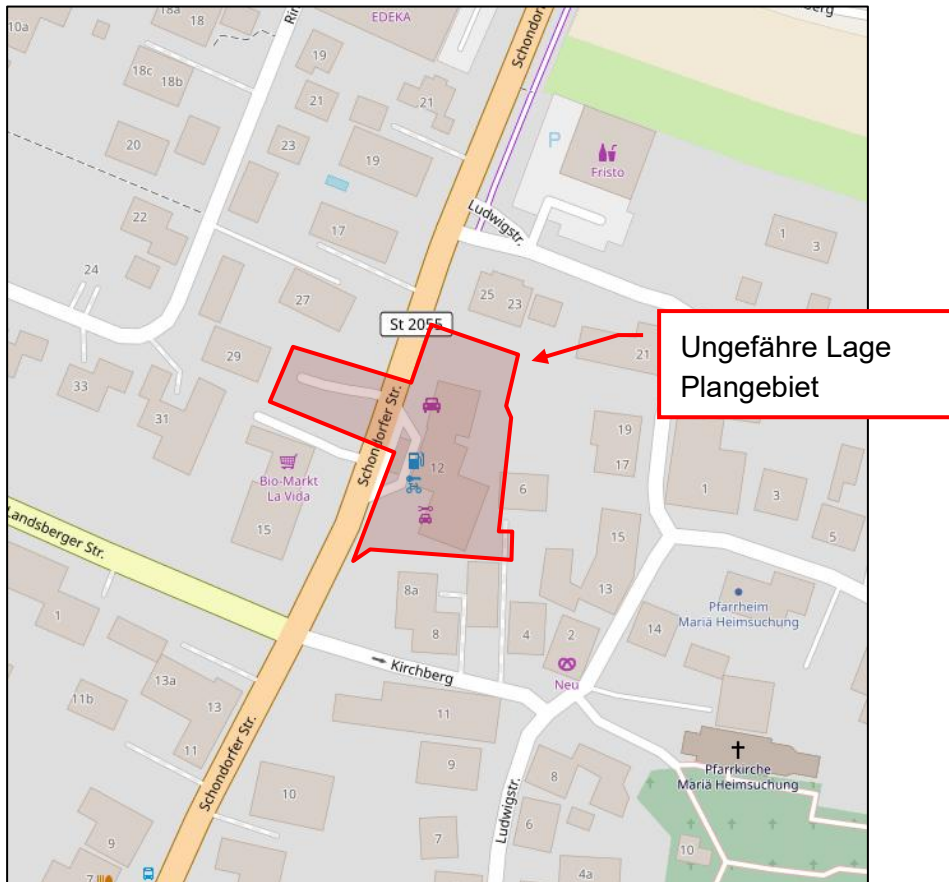 EDEKA
18a
18
10a
19
18c
18b
21
21
23
19
20
P
Fristo
Schondorf
Ludwigstr.
22
17
1
3
24
27
25
23
St 2055
29
21
Ungefähre Lage
Plangebiet
33
31
Schondorfer Str.
12
19
17
Bio-Markt
La Vida
6
1
3
15
5
15
Landsberger Str.
8a
13
Pfarrheim
Mariä Heimsuchung
1
8
4
2
14
Kirchberg
Neu
13a
11b
13
11
11
Pfarrkirche
Mariä Heimsuchung
Schondorfer Str.
9
8
10
Ludwigstr.
6
7
9
10
7
4a